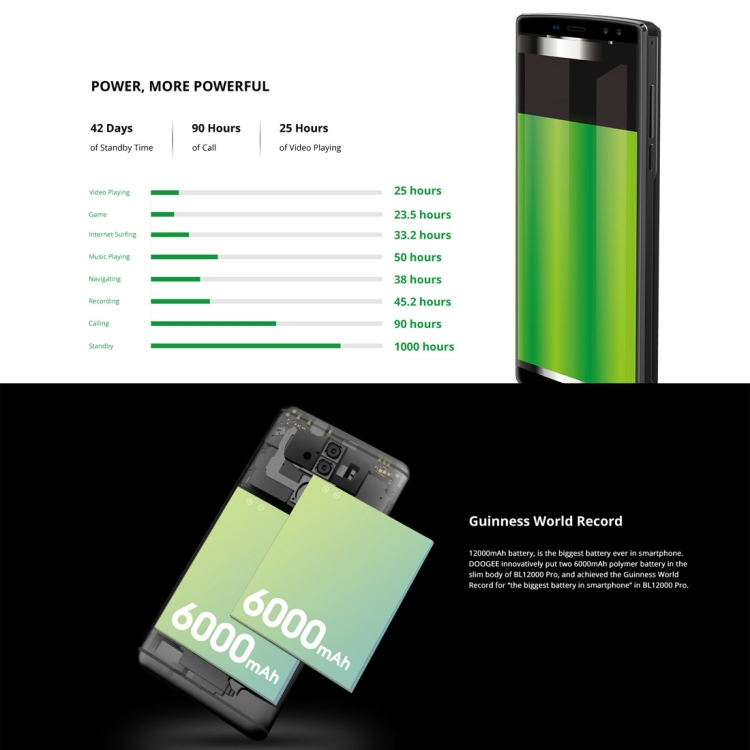 POWER, MORE POWERFUL
42 Days
of Standby Time
90 Hours
of Call
25 Hours
of Video Playing
Video Playing 25 hours
Game 23.5 hours
Internet Surfing 33.2 hours
Music Playing 50 hours
Navigating 38 hours
Recording 45.2 hours
Calling 90 hours
Standby 1000 hours
6000mAh
6000mAh
Guinness World Record
12000mAh battery, is the biggest battery ever in smartphone.
DOOGEE innovatively put two 6000mAh polymer battery in the
slim body of BL12000 Pro, and achieved the Guinness World
Record for "the biggest battery in smartphone" in BL12000 Pro.